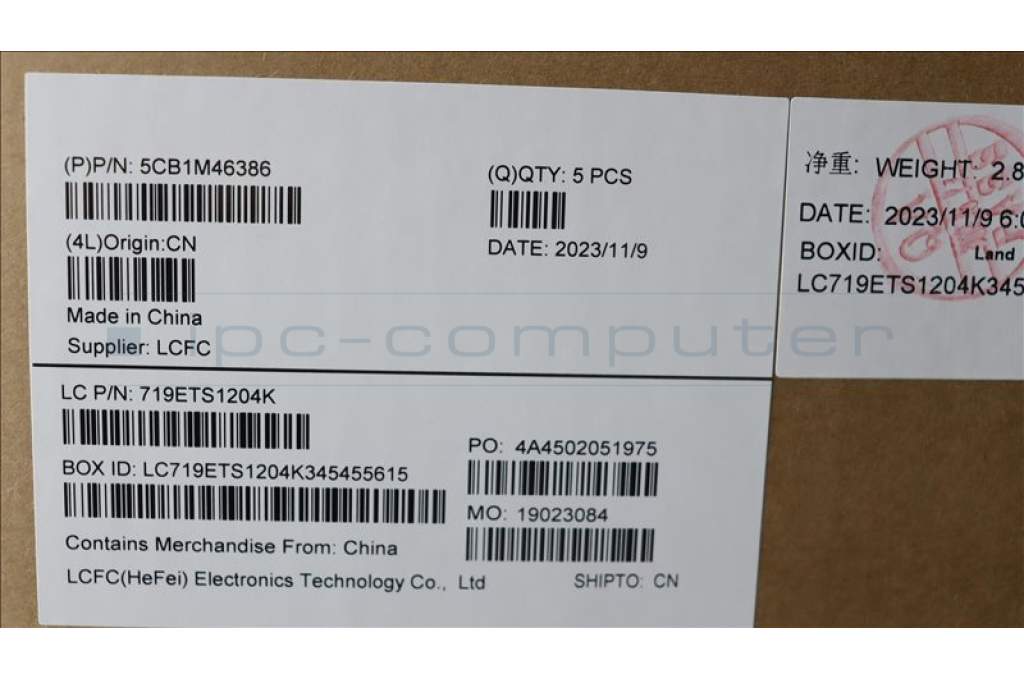 (P)P/N: 5CB1M46386
(Q)QTY: 5 PCS
(4L)Origin:CN
DATE: 2023/11/9
Made in China
Supplier: LCFC
LC P/N: 719ETS1204K
PO: 4A4502051975
BOX ID: LC719ETS1204K345455615
MO: 19023084
Contains Merchandise From: China
LCFC(HeFei) Electronics Technology Co., Ltd
SHIPTO: CN
净重: WEIGHT: 2.8
DATE: 2023/11/9 6:0
BOXID: Land
LC719ETS1204K345
ipc-computer